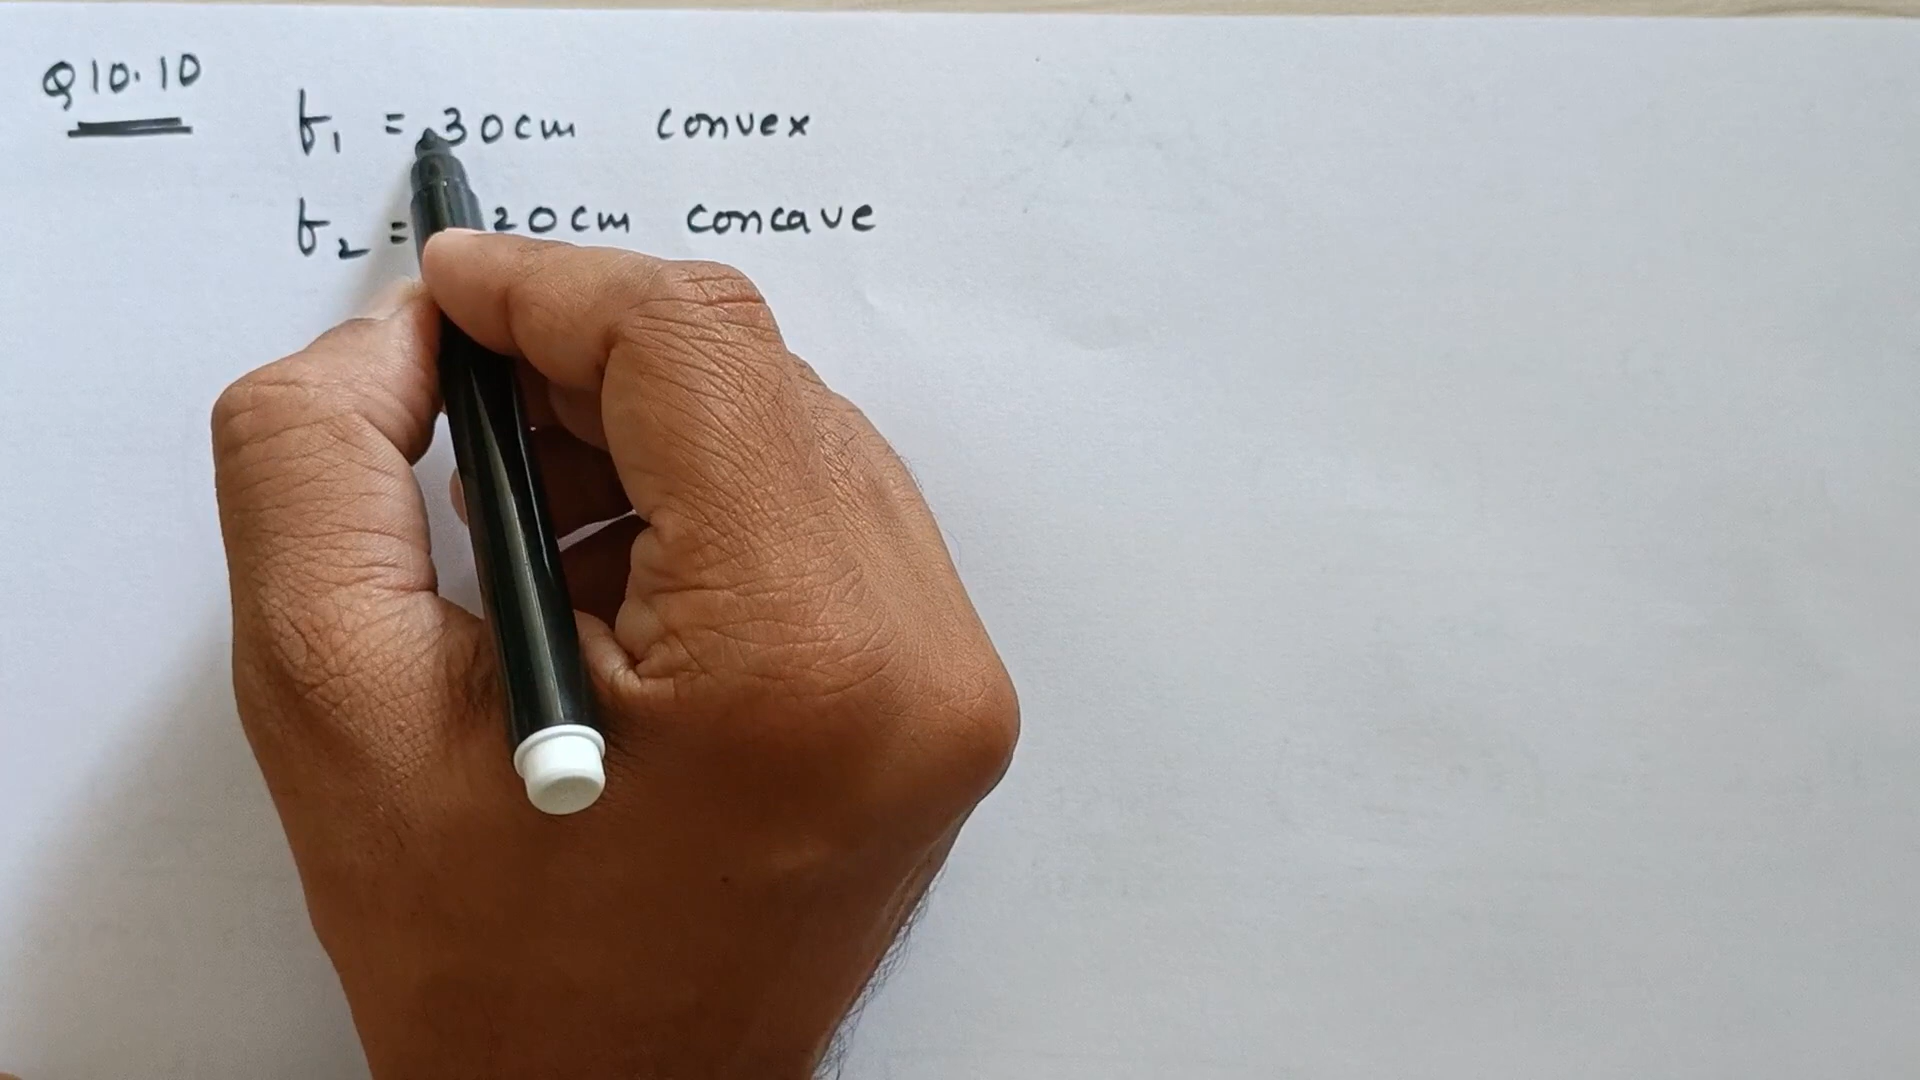 Q10.10
f₁ = 30cm convex
f₂ = 20cm concave